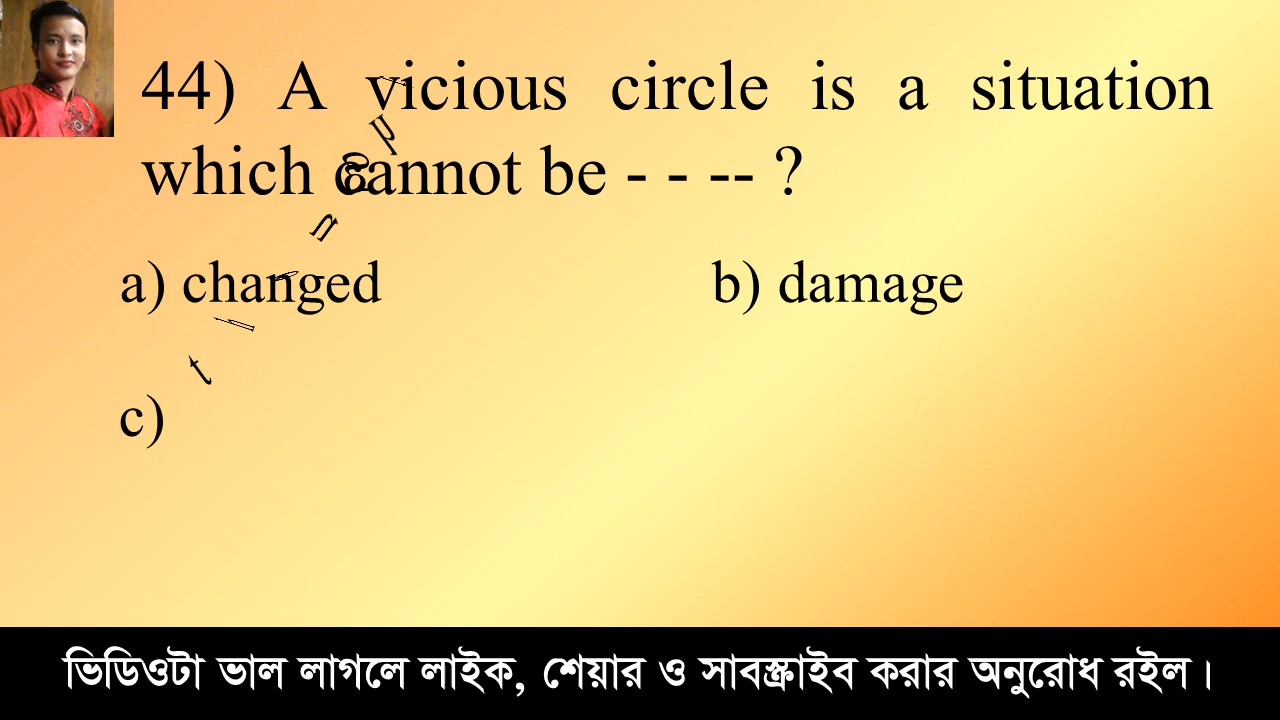 44) A vicious circle is a situation
which cannot be - - -- ?
a) changed b) damage
c)
ভিডিওটা ভাল লাগলে লাইক, শেয়ার ও সাবস্ক্রাইব করার অনুরোধ রইল।